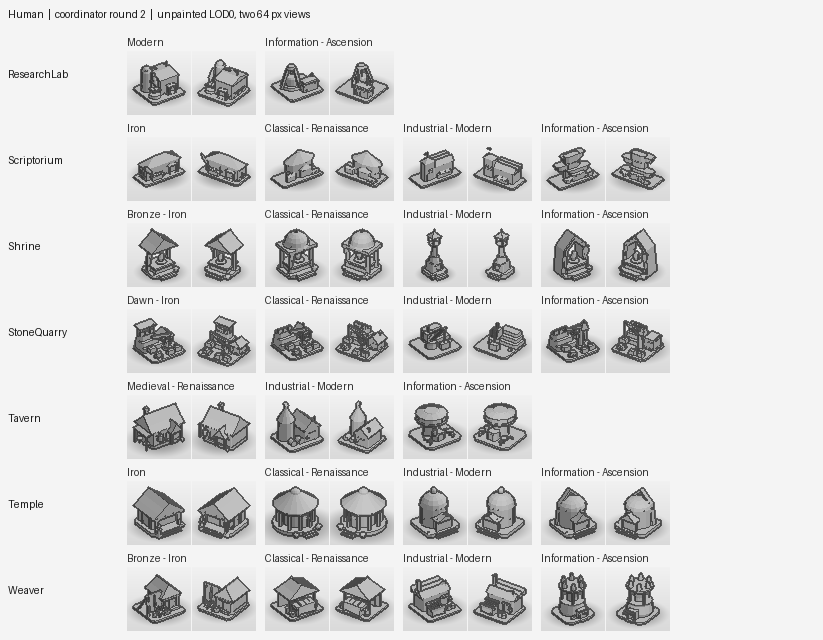 Human | coordinator round 2 | unpainted LOD0, two 64 px views
Modern Information - Ascension
ResearchLab
Iron Classical - Renaissance Industrial - Modern Information - Ascension
Scriptorium
Bronze - Iron Classical - Renaissance Industrial - Modern Information - Ascension
Shrine
Dawn - Iron Classical - Renaissance Industrial - Modern Information - Ascension
StoneQuarry
Medieval - Renaissance Industrial - Modern Information - Ascension
Tavern
Iron Classical - Renaissance Industrial - Modern Information - Ascension
Temple
Bronze - Iron Classical - Renaissance Industrial - Modern Information - Ascension
Weaver